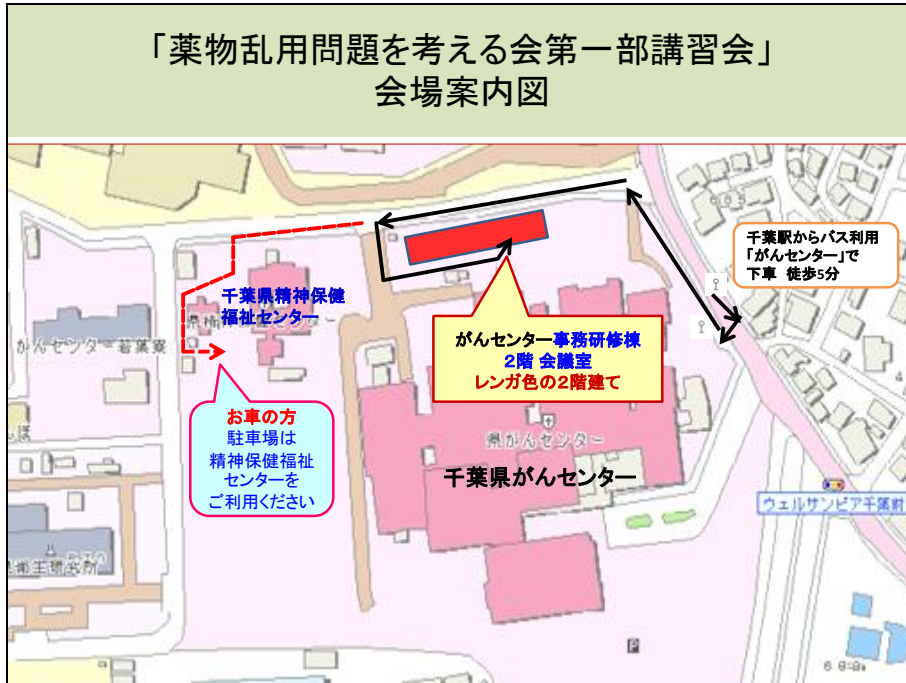 「薬物乱用問題を考える会第一部講習会」
会場案内図
千葉駅からバス利用
「がんセンター」で
下車 徒歩5分
千葉県精神保健
福祉センター
がんセンター若葉寮
がんセンター事務研修棟
2階 会議室
レンガ色の2階建て
お車の方
駐車場は
精神保健福祉
センターを
ご利用ください
県がんセンター
千葉県がんセンター
ウェルサンピア千葉前
P